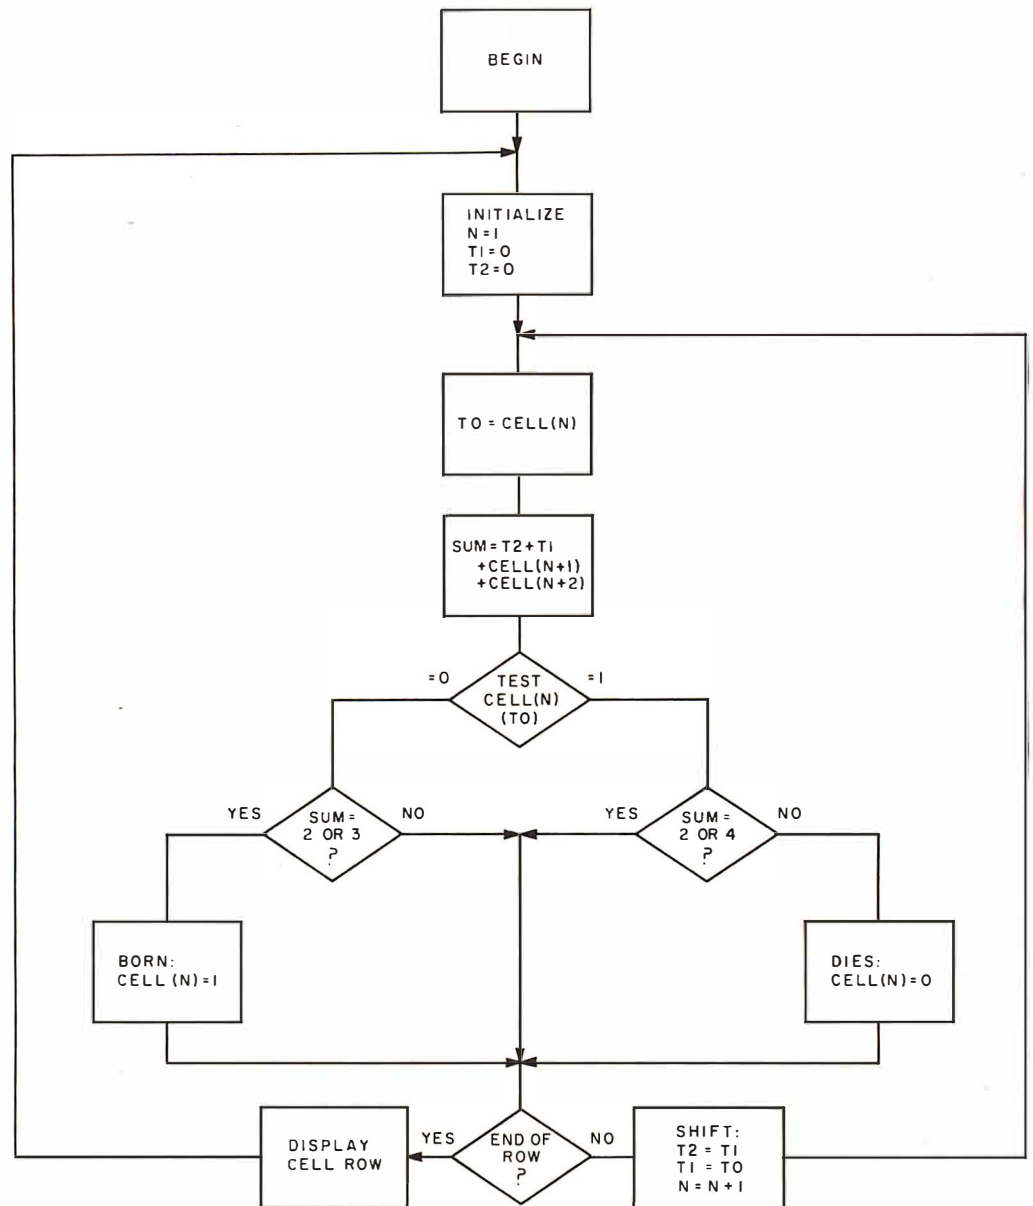 BEGIN
INITIALIZE
N=1
T1=0
T2=0
T0=CELL(N)
SUM=T2+T1
+CELL(N+1)
+CELL(N+2)
=0
TEST
CELL(N)
(T0)
=1
YES
SUM=
2 OR 3
?
NO
YES
SUM=
2 OR 4
?
NO
BORN:
CELL(N)=1
DIES:
CELL(N)=0
DISPLAY
CELL ROW
YES
END OF
ROW
?
NO
SHIFT:
T2=T1
T1=T0
N=N+1